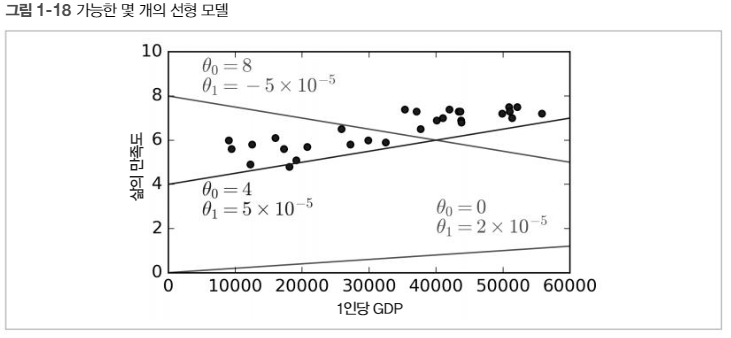 그림 1-18 가능한 몇 개의 선형 모델
10
8
6
4
2
0
삶의 만족도
θ₀ = 8
θ₁ = − 5 × 10⁻⁵
θ₀ = 4
θ₁ = 5 × 10⁻⁵
θ₀ = 0
θ₁ = 2 × 10⁻⁵
0 10000 20000 30000 40000 50000 60000
1인당 GDP